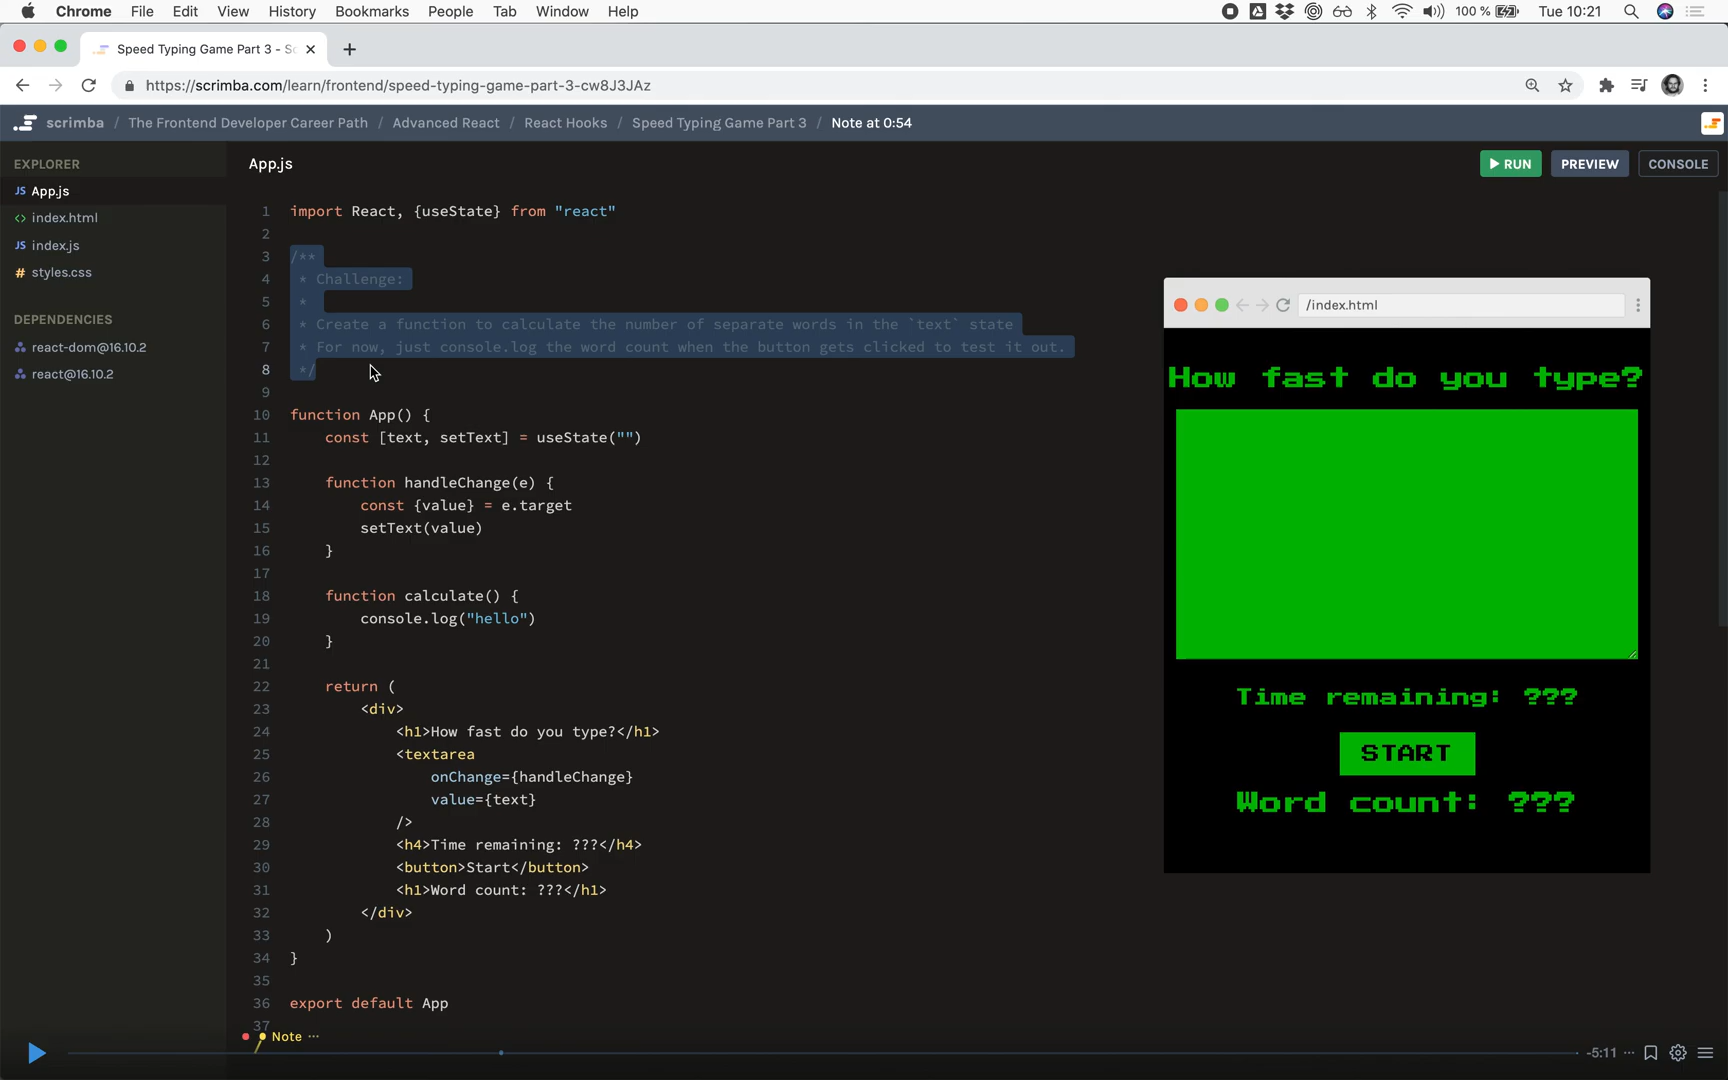 Chrome File Edit View History Bookmarks People Tab Window Help 100 % Tue 10:21
Speed Typing Game Part 3 - Sc
https://scrimba.com/learn/frontend/speed-typing-game-part-3-cw8J3JAz
scrimba / The Frontend Developer Career Path / Advanced React / React Hooks / Speed Typing Game Part 3 / Note at 0:54
EXPLORER
JS App.js
<> index.html
JS index.js
# styles.css
DEPENDENCIES
react-dom@16.10.2
react@16.10.2
App.js
RUN PREVIEW CONSOLE
1 import React, {useState} from "react"
2
3 /**
4 * Challenge:
5 *
6 * Create a function to calculate the number of separate words in the `text` state
7 * For now, just console.log the word count when the button gets clicked to test it out.
8 */
9
10 function App() {
11 const [text, setText] = useState("")
12
13 function handleChange(e) {
14 const {value} = e.target
15 setText(value)
16 }
17
18 function calculate() {
19 console.log("hello")
20 }
21
22 return (
23 <div>
24 <h1>How fast do you type?</h1>
25 <textarea
26 onChange={handleChange}
27 value={text}
28 />
29 <h4>Time remaining: ???</h4>
30 <button>Start</button>
31 <h1>Word count: ???</h1>
32 </div>
33 )
34 }
35
36 export default App
37
/index.html
How fast do you type?
Time remaining: ???
START
Word count: ???
Note ···
-5:11 ···